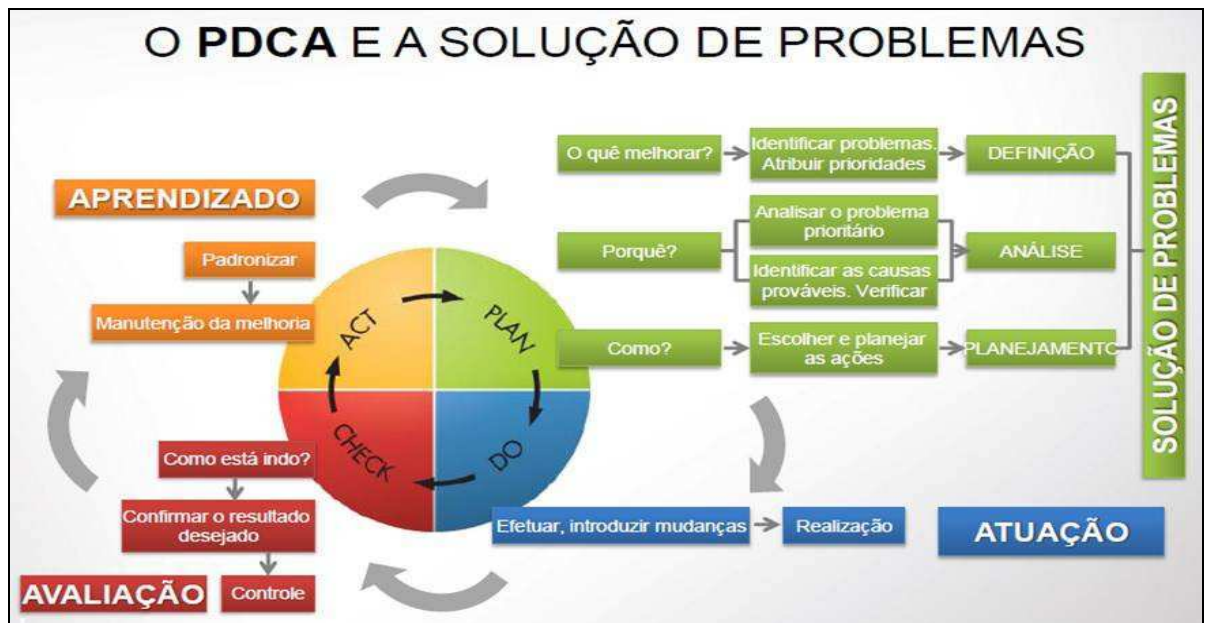 O PDCA E A SOLUÇÃO DE PROBLEMAS
O quê melhorar?
Identificar problemas.
Atribuir prioridades
DEFINIÇÃO
Porquê?
Analisar o problema
prioritário
Identificar as causas
prováveis. Verificar
ANÁLISE
Como?
Escolher e planejar
as ações
PLANEJAMENTO
SOLUÇÃO DE PROBLEMAS
APRENDIZADO
Padronizar
Manutenção da melhoria
ACT
PLAN
CHECK
DO
Como está indo?
Confirmar o resultado
desejado
Controle
AVALIAÇÃO
Efetuar, introduzir mudanças
Realização
ATUAÇÃO